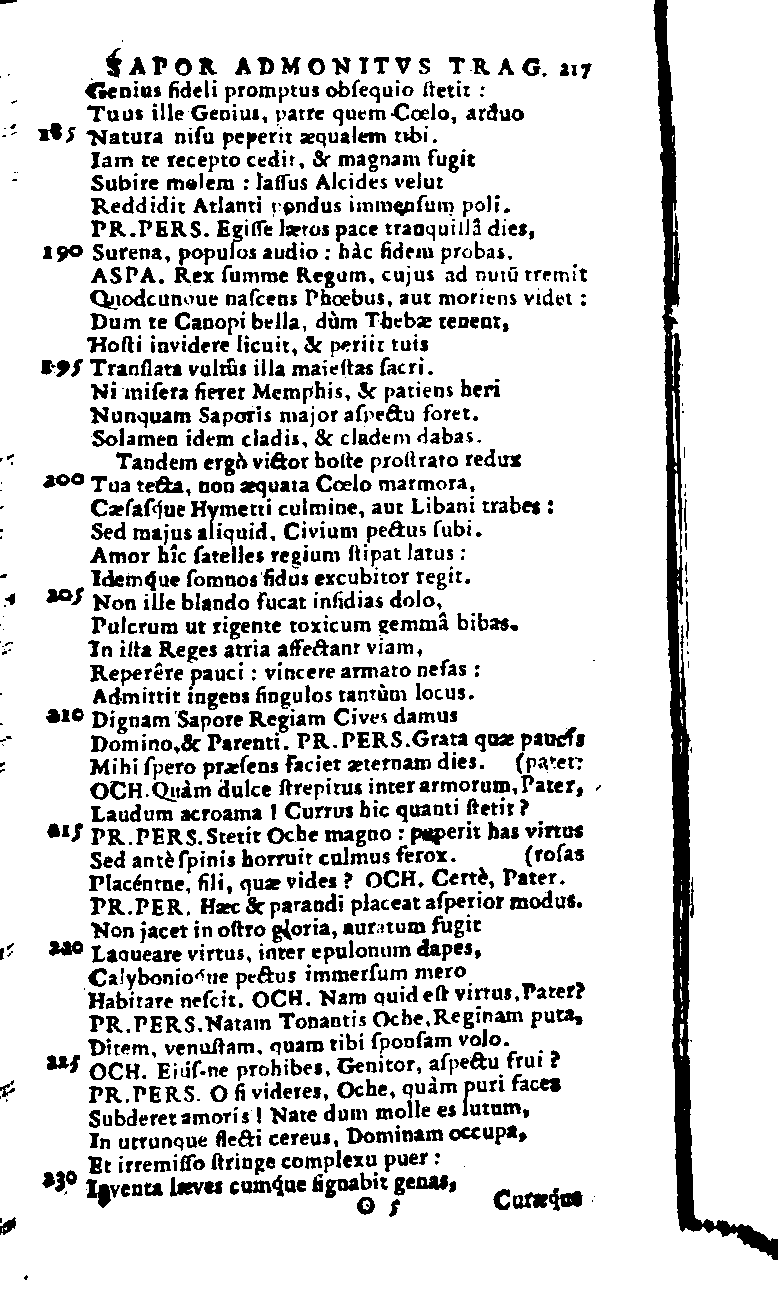 SAPOR ADMONITVS TRAG. 217
Genius fideli promptus obſequio ſtetit :
Tuus ille Genius, patre quem Cœlo, arduo
185 Natura niſu peperit æqualem tibi.
Iam te recepto cedit, & magnam fugit
Subire molem : laſſus Alcides velut
Reddidit Atlanti pondus immenſum poli.
PR.PERS. Egiſſe lætos pace tranquillâ dies,
190 Surena, populos audio : hàc fidem probas.
ASPA. Rex ſumme Regum, cujus ad nutū tremit
Quodcunque naſcens Phœbus, aut moriens videt :
Dum te Canopi bella, dùm Thebæ tenent,
Hoſti invidere licuit, & periit tuis
195 Tranſlata vultûs illa maieſtas ſacri.
Ni miſera fieret Memphis, & patiens heri
Nunquam Saporis major aſpectu foret.
Solamen idem cladis, & cladem dabas.
Tandem ergò victor hoſte proſtrato redux
200 Tua tecta, non æquata Cœlo marmora,
Cæſaſq́ue Hymetti culmine, aut Libani trabes :
Sed majus aliquid, Civium pectus ſubi.
Amor hîc ſatelles regium ſtipat latus :
Idemq́ue ſomnos fidus excubitor regit.
205 Non ille blando fucat inſidias dolo,
Pulcrum ut rigente toxicum gemmâ bibas.
In iſta Reges atria affectant viam,
Reperêre pauci : vincere armato nefas :
Admittit ingens ſingulos tantùm locus.
210 Dignam Sapore Regiam Cives damus
Domino,& Parenti. PR.PERS.Grata quæ paucis
Mihi ſpero præſens faciet æternam dies. (patet:
OCH.Quàm dulce ſtrepitus inter armorum,Pater,
Laudum acroama ! Currus hic quanti ſtetit ?
215 PR.PERS.Stetit Oche magno : peperit has virtus
Sed antè ſpinis horruit culmus ferox. (roſas
Placéntne, fili, quæ vides ? OCH. Certè, Pater.
PR.PER. Hæc & parandi placeat aſperior modus.
Non jacet in oſtro gloria, auratum fugit
220 Laqueare virtus, inter epulonum dapes,
Calybonioq́ue pectus immerſum mero
Habitare neſcit. OCH. Nam quid eſt virtus,Pater?
PR.PERS.Natam Tonantis Oche,Reginam puta,
Ditem, venuſtam, quam tibi ſponſam volo.
225 OCH. Eiúſ-ne prohibes, Genitor, aſpectu frui ?
PR.PERS. O ſi videres, Oche, quàm puri faces
Subderet amoris ! Nate dum molle es lutum,
In utrunque flecti cereus, Dominam occupa,
Et irremiſſo ſtringe complexu puer :
230 Iuventa læves cumq́ue ſignabit genas,
O 5 Curæque